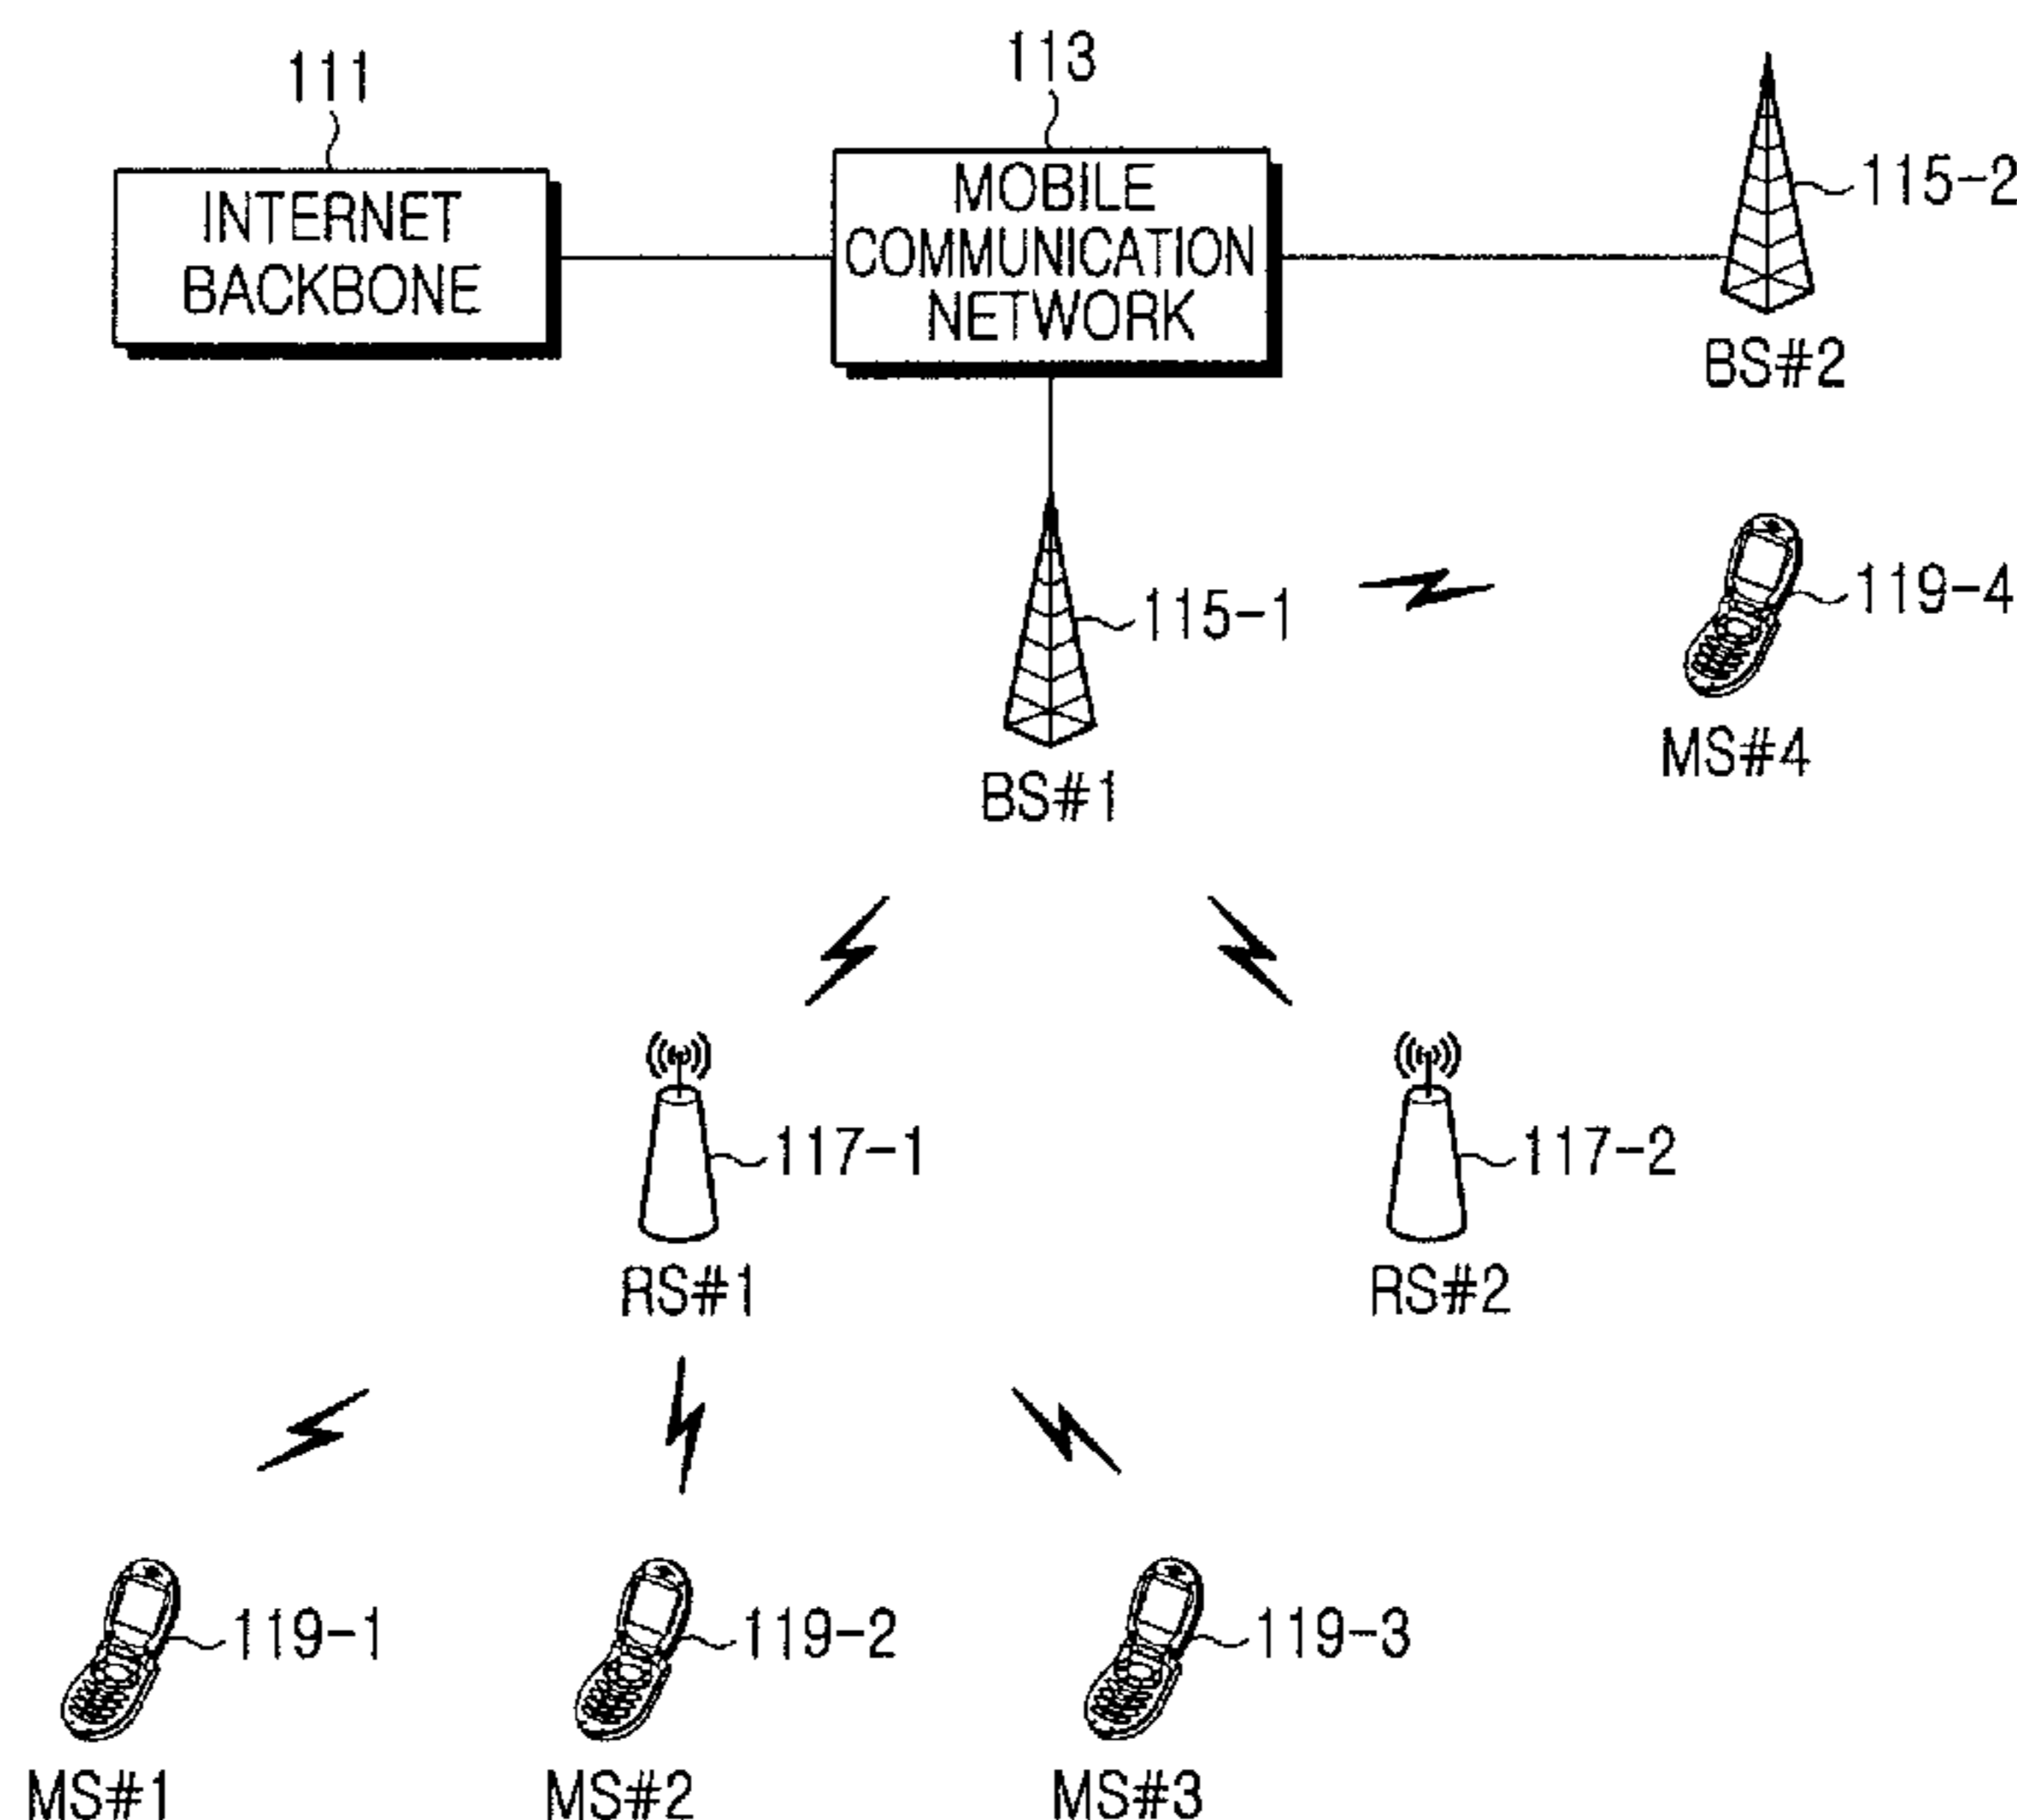 111
113
INTERNET
BACKBONE
MOBILE
COMMUNICATION
NETWORK
115-2
BS#2
115-1
119-4
BS#1
MS#4
117-1
117-2
RS#1
RS#2
119-1
119-2
119-3
MS#1
MS#2
MS#3